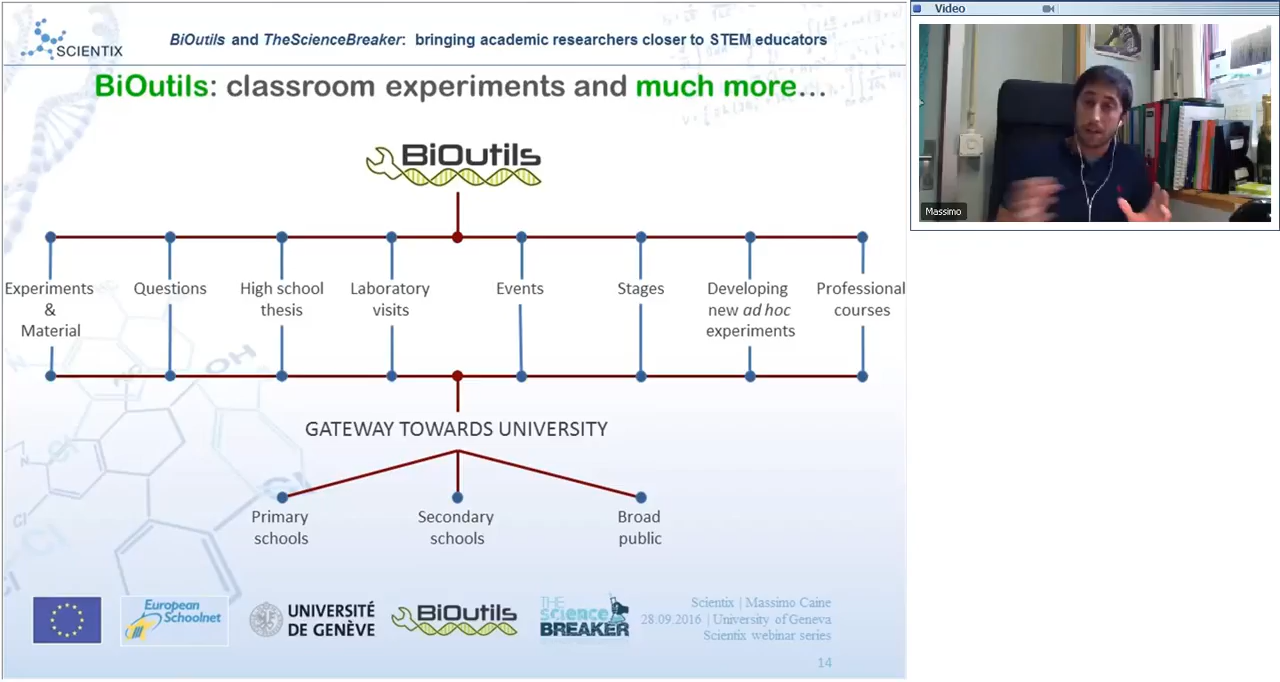 SCIENTIX
BiOutils and TheScienceBreaker: bringing academic researchers closer to STEM educators
BiOutils: classroom experiments and much more...
BiOutils
Experiments
&
Material
Questions
High school
thesis
Laboratory
visits
Events
Stages
Developing
new ad hoc
experiments
Professional
courses
GATEWAY TOWARDS UNIVERSITY
Primary
schools
Secondary
schools
Broad
public
European
Schoolnet
UNIVERSITÉ
DE GENÈVE
BiOutils
THE
science
BREAKER
Scientix | Massimo Caine
28.09.2016 | University of Geneva
Scientix webinar series
14
Video
Massimo